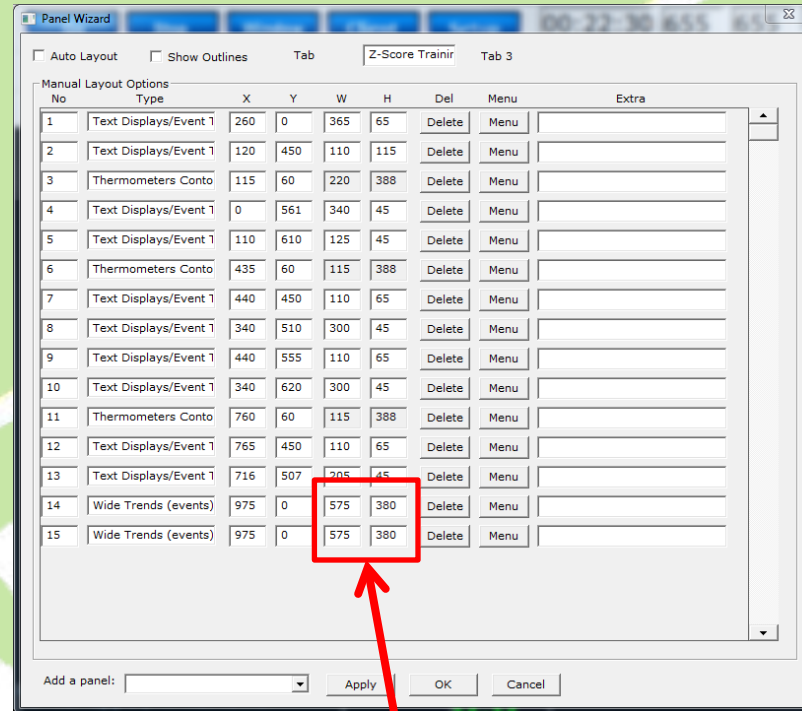 Panel Wizard
00:22:30 655 655
Auto Layout Show Outlines Tab Z-Score Trainir Tab 3
Manual Layout Options
No Type X Y W H Del Menu Extra
1 Text Displays/Event T 260 0 365 65 Delete Menu
2 Text Displays/Event T 120 450 110 115 Delete Menu
3 Thermometers Conto 115 60 220 388 Delete Menu
4 Text Displays/Event T 0 561 340 45 Delete Menu
5 Text Displays/Event T 110 610 125 45 Delete Menu
6 Thermometers Conto 435 60 115 388 Delete Menu
7 Text Displays/Event T 440 450 110 65 Delete Menu
8 Text Displays/Event T 340 510 300 45 Delete Menu
9 Text Displays/Event T 440 555 110 65 Delete Menu
10 Text Displays/Event T 340 620 300 45 Delete Menu
11 Thermometers Conto 760 60 115 388 Delete Menu
12 Text Displays/Event T 765 450 110 65 Delete Menu
13 Text Displays/Event T 716 507 205 45 Delete Menu
14 Wide Trends (events) 975 0 575 380 Delete Menu
15 Wide Trends (events) 975 0 575 380 Delete Menu
Add a panel: Apply OK Cancel